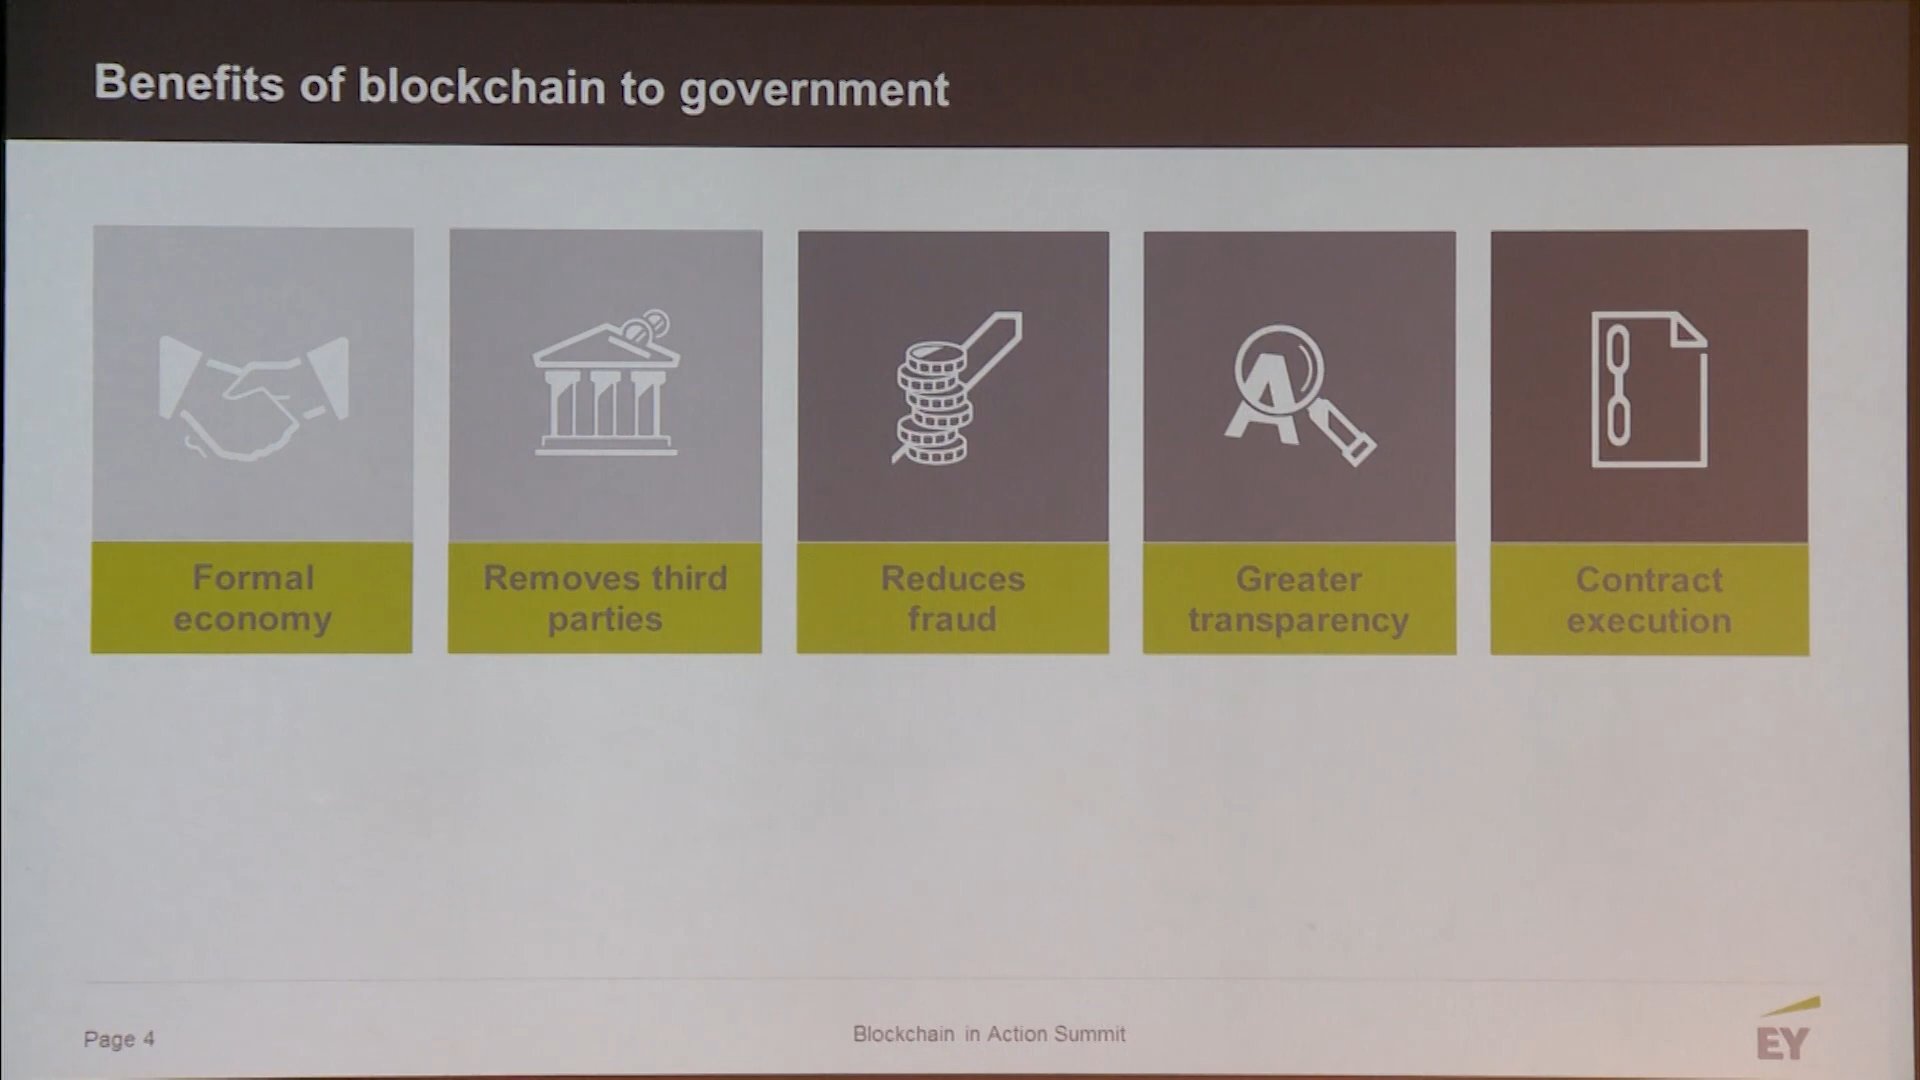 Benefits of blockchain to government
Formal
economy
Removes third
parties
Reduces
fraud
Greater
transparency
Contract
execution
Page 4
Blockchain in Action Summit
EY